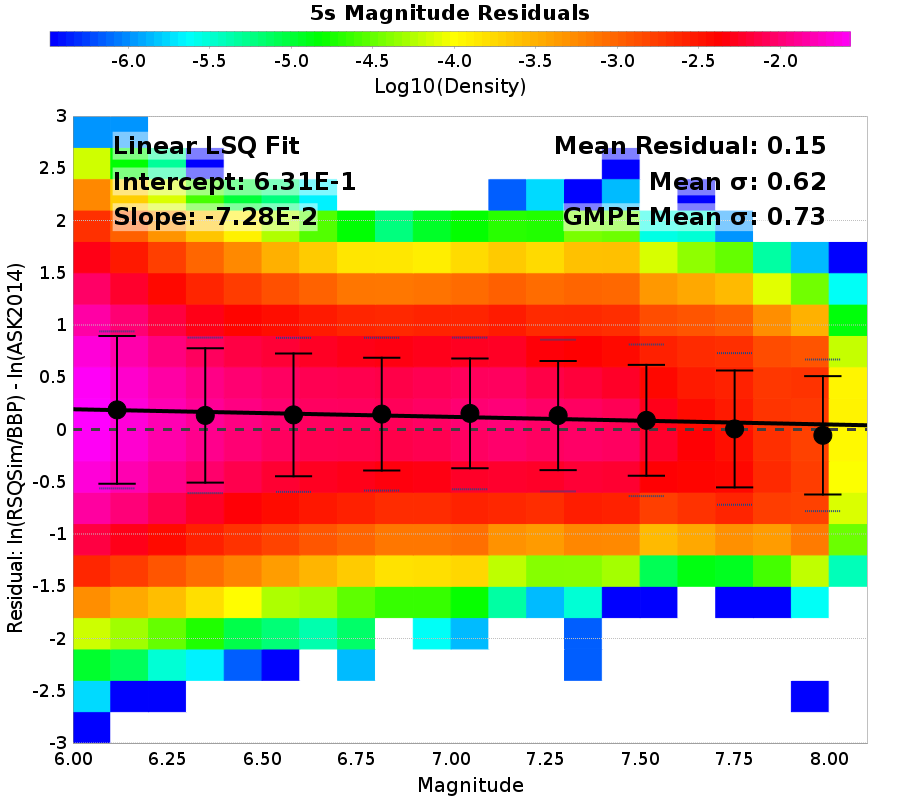 5s Magnitude Residuals
-6.0 -5.5 -5.0 -4.5 -4.0 -3.5 -3.0 -2.5 -2.0
Log10(Density)
Linear LSQ Fit
Intercept: 6.31E-1
Slope: -7.28E-2
Mean Residual: 0.15
Mean σ: 0.62
GMPE Mean σ: 0.73
Residual: ln(RSQSim/BBP) - ln(ASK2014)
3
2.5
2
1.5
1
0.5
0
-0.5
-1
-1.5
-2
-2.5
-3
6.00 6.25 6.50 6.75 7.00 7.25 7.50 7.75 8.00
Magnitude